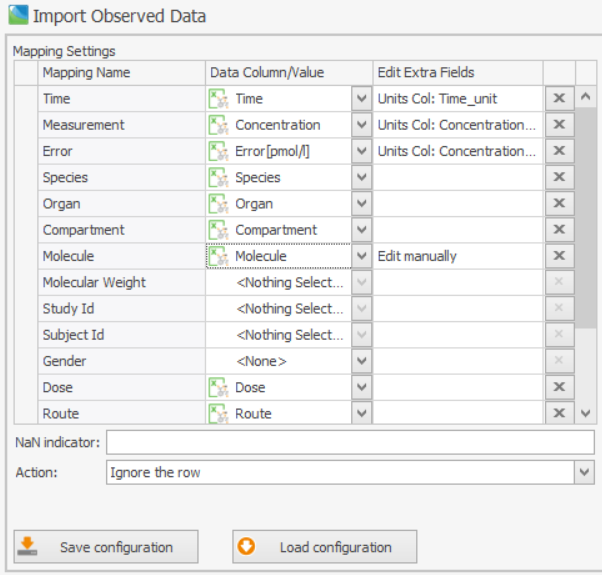 Import Observed Data
Mapping Settings
Mapping Name Data Column/Value Edit Extra Fields
Time Time Units Col: Time_unit
Measurement Concentration Units Col: Concentration...
Error Error[pmol/l] Units Col: Concentration...
Species Species
Organ Organ
Compartment Compartment
Molecule Molecule Edit manually
Molecular Weight <Nothing Select...
Study Id <Nothing Select...
Subject Id <Nothing Select...
Gender <None>
Dose Dose
Route Route
NaN indicator:
Action: Ignore the row
Save configuration Load configuration